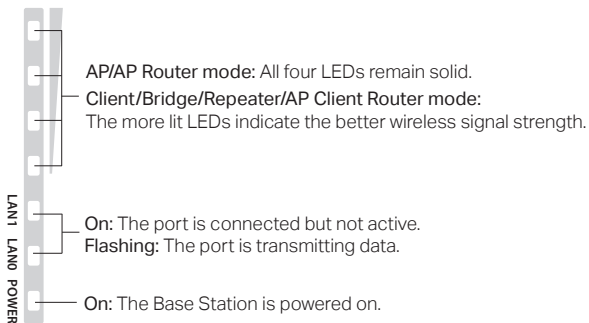 AP/AP Router mode: All four LEDs remain solid.
Client/Bridge/Repeater/AP Client Router mode:
The more lit LEDs indicate the better wireless signal strength.
LAN1 LAN0 POWER
On: The port is connected but not active.
Flashing: The port is transmitting data.
On: The Base Station is powered on.